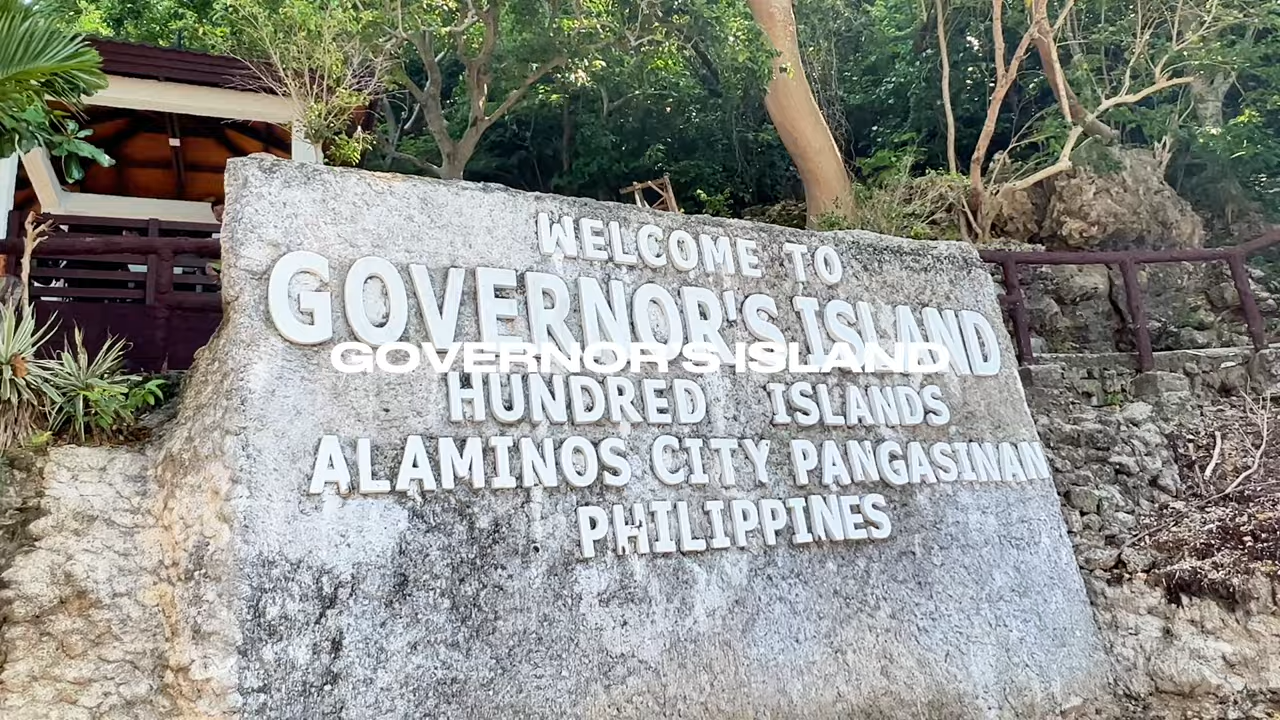 WELCOME TO
GOVERNOR'S ISLAND
GOVERNOR'S ISLAND
HUNDRED ISLANDS
ALAMINOS CITY PANGASINAN
PHILIPPINES